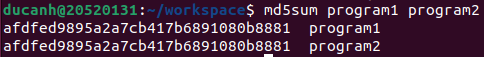 ducanh@20520131:~/workspace$ md5sum program1 program2
afdfed9895a2a7cb417b6891080b8881  program1
afdfed9895a2a7cb417b6891080b8881  program2